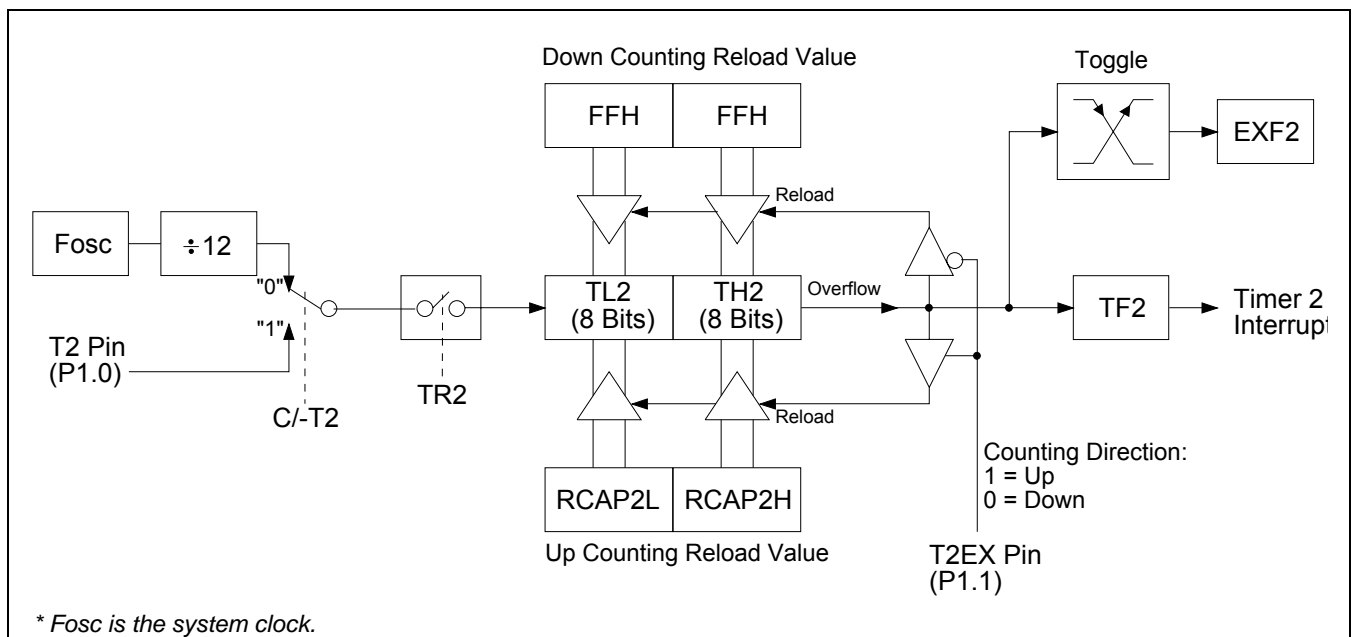 Down Counting Reload Value
Toggle
FFH
FFH
EXF2
Reload
Fosc
÷12
"0"
TL2
(8 Bits)
TH2
(8 Bits)
Overflow
TF2
Timer 2
Interrupt
"1"
T2 Pin
(P1.0)
TR2
C/-T2
Reload
Counting Direction:
1 = Up
0 = Down
RCAP2L
RCAP2H
Up Counting Reload Value
T2EX Pin
(P1.1)
* Fosc is the system clock.